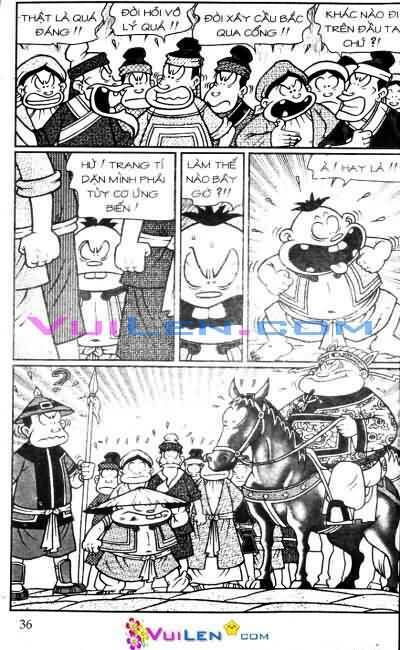 THẬT LÀ QUÁ
ĐÁNG !!
ĐÒI HỎI VÔ
LÝ QUÁ !!
ĐÒI XÂY CẦU BẮC
QUA CỔNG !!
KHÁC NÀO ĐI
TRÊN ĐẦU TA
CHỨ ?!
HỪ ! TRẠNG TÍ
DẶN MÌNH PHẢI
TÙY CƠ ỨNG
BIẾN !
LÀM THẾ
NÀO BÂY
GIỜ ?!!
À ! HAY LÀ !!
VuiLen.com
?
36
VuiLen.com